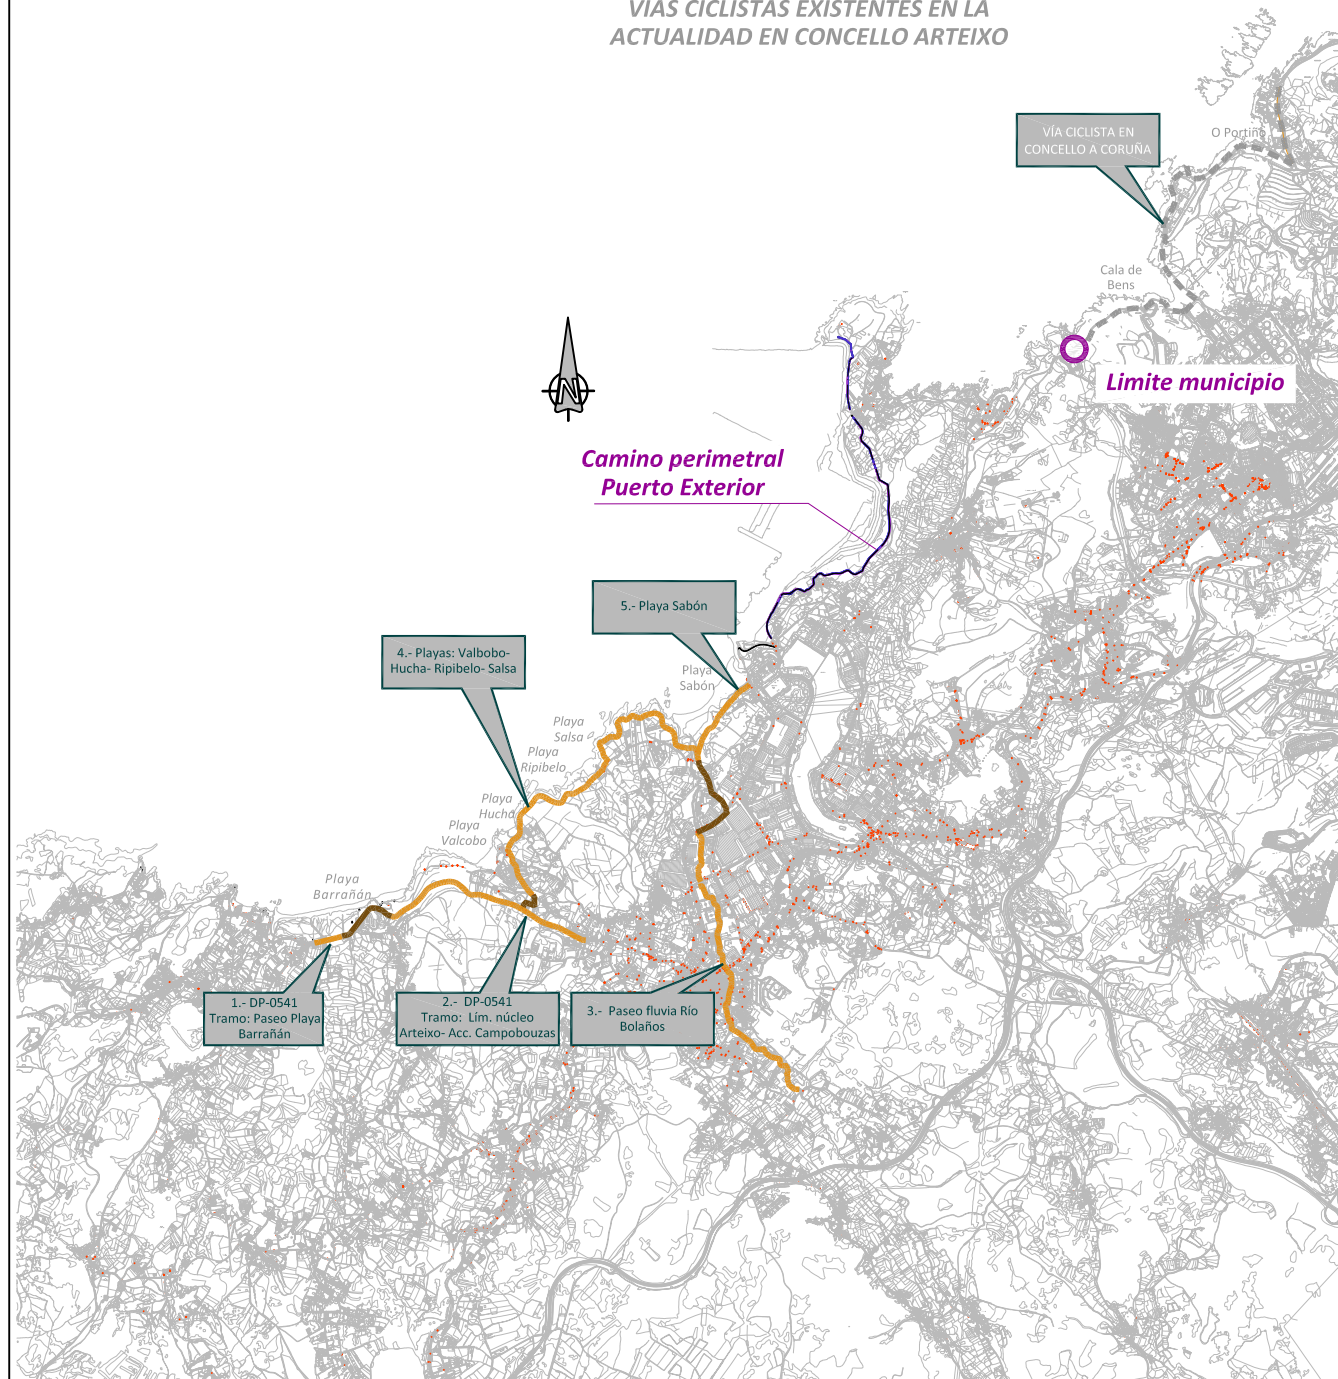 VÍAS CICLISTAS EXISTENTES EN LA
ACTUALIDAD EN CONCELLO ARTEIXO
VÍA CICLISTA EN
CONCELLO A CORUÑA
O Portiño
Cala de
Bens
Limite municipio
N
Camino perimetral
Puerto Exterior
5.- Playa Sabón
4.- Playas: Valbobo-
Hucha- Ripibelo- Salsa
Playa
Sabón
Playa
Salsa
Playa
Ripibelo
Playa
Hucha
Playa
Valcobo
Playa
Barrañán
1.- DP-0541
Tramo: Paseo Playa
Barrañán
2.- DP-0541
Tramo: Lím. núcleo
Arteixo- Acc. Campobouzas
3.- Paseo fluvia Río
Bolaños